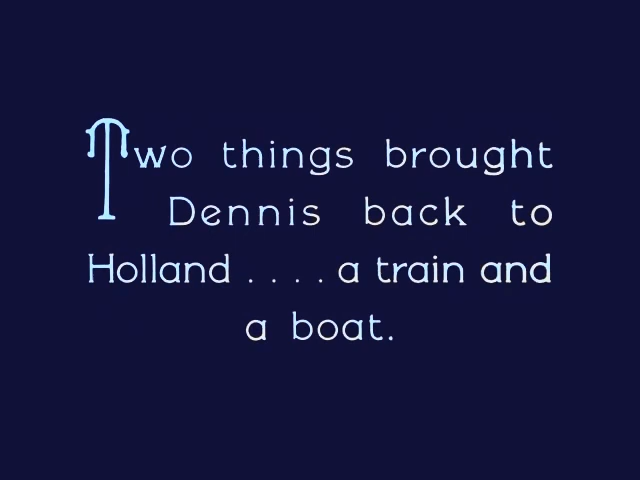 Two things brought
Dennis back to
Holland . . . . a train and
a boat.